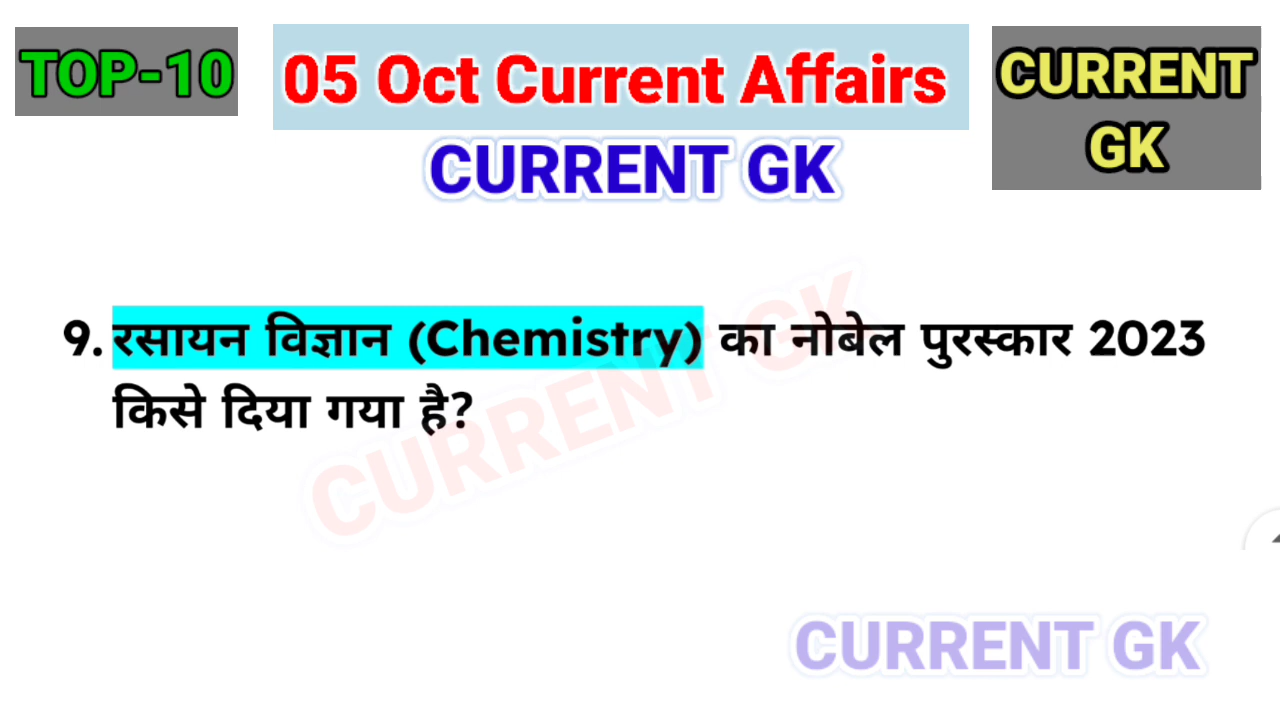 TOP-10
05 Oct Current Affairs
CURRENT
GK
CURRENT GK
9. रसायन विज्ञान (Chemistry) का नोबेल पुरस्कार 2023
किसे दिया गया है?
CURRENT GK
CURRENT GK